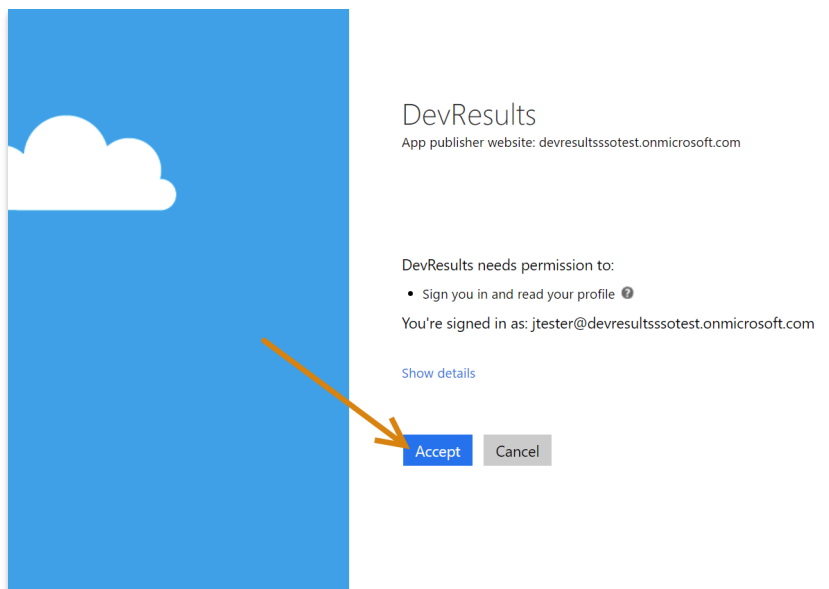 DevResults
App publisher website: devresultsssotest.onmicrosoft.com
DevResults needs permission to:
• Sign you in and read your profile ?
You're signed in as: jtester@devresultsssotest.onmicrosoft.com
Show details
Accept Cancel